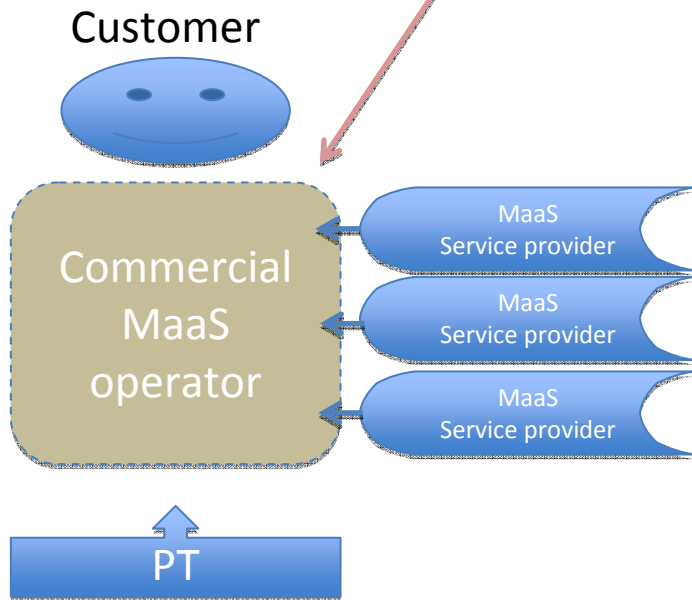 Customer
Commercial
MaaS
operator
MaaS
Service provider
MaaS
Service provider
MaaS
Service provider
PT